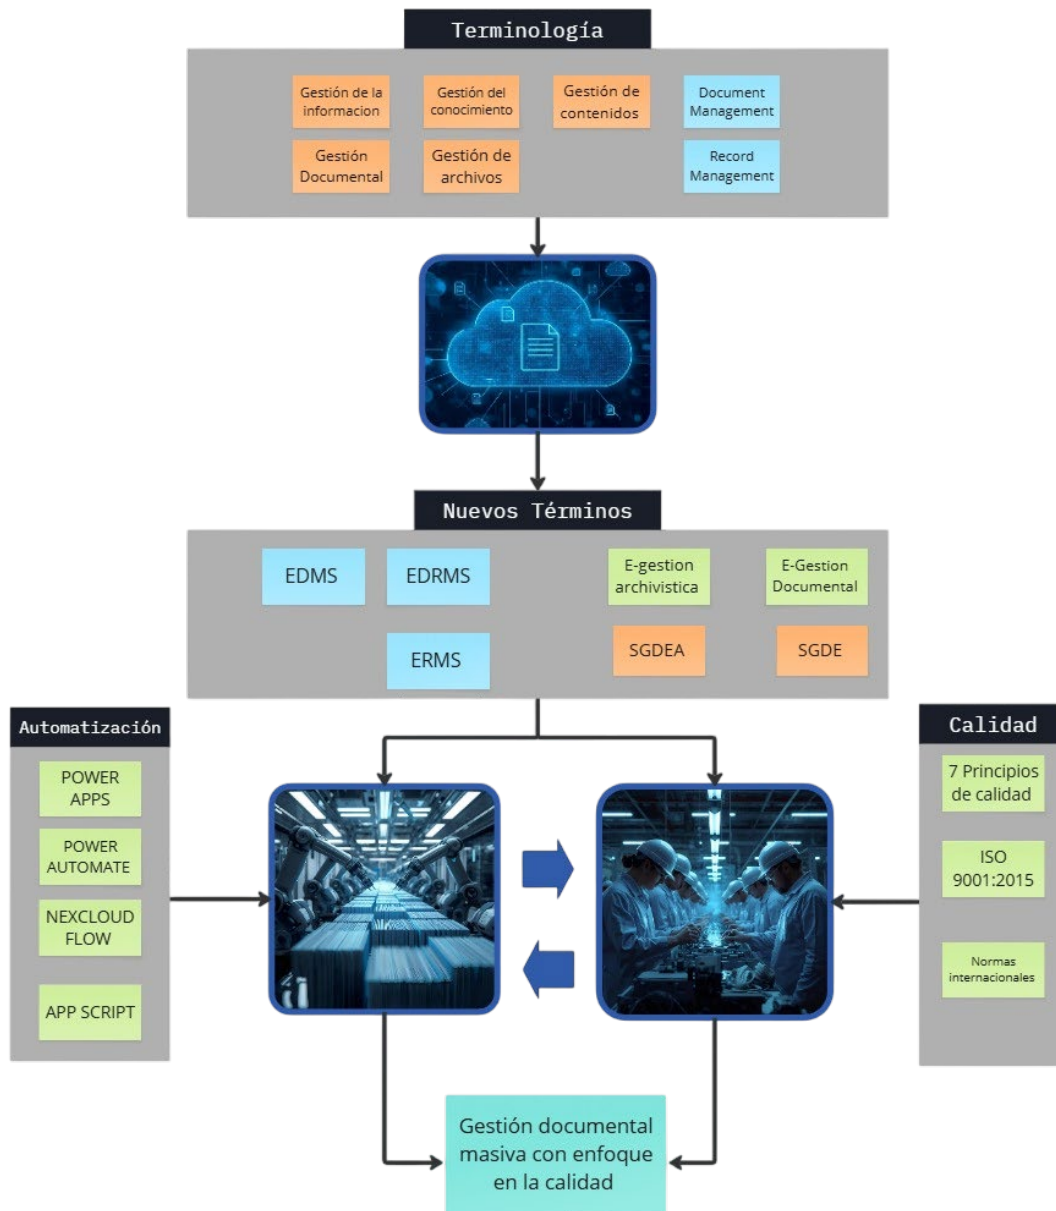 Terminología
Gestión de la
informacion
Gestión del
conocimiento
Gestión de
contenidos
Document
Management
Gestión
Documental
Gestión de
archivos
Record
Management
Nuevos Términos
EDMS
EDRMS
E-gestion
archivistica
E-Gestion
Documental
ERMS
SGDEA
SGDE
Automatización
POWER
APPS
POWER
AUTOMATE
NEXCLOUD
FLOW
APP SCRIPT
Calidad
7 Principios
de calidad
ISO
9001:2015
Normas
internacionales
Gestión documental
masiva con enfoque
en la calidad